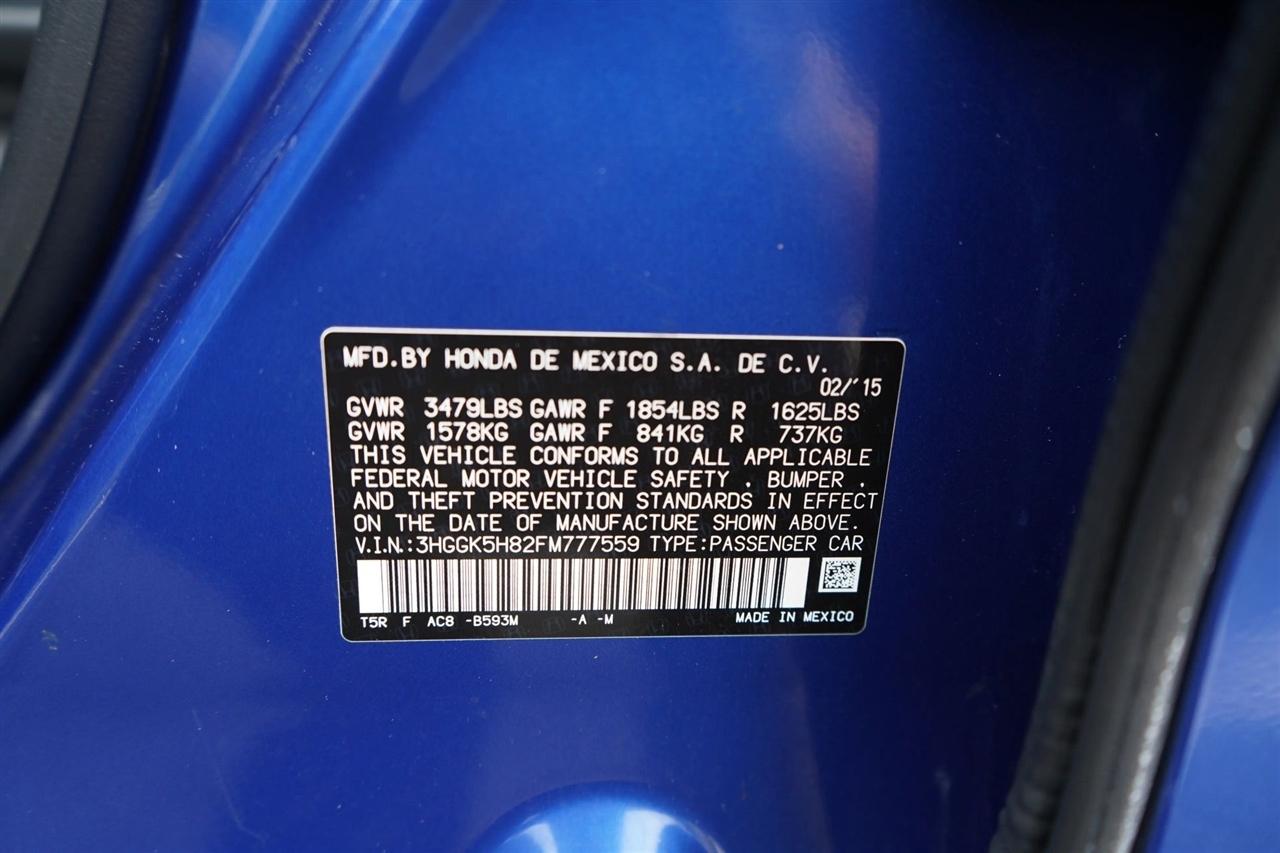 MFD.BY HONDA DE MEXICO S.A. DE C.V.
02/'15
GVWR 3479LBS GAWR F 1854LBS R 1625LBS
GVWR 1578KG GAWR F 841KG R 737KG
THIS VEHICLE CONFORMS TO ALL APPLICABLE
FEDERAL MOTOR VEHICLE SAFETY , BUMPER ,
AND THEFT PREVENTION STANDARDS IN EFFECT
ON THE DATE OF MANUFACTURE SHOWN ABOVE.
V.I.N.:3HGGK5H82FM777559 TYPE:PASSENGER CAR
T5R F AC8 -B593M -A -M MADE IN MEXICO